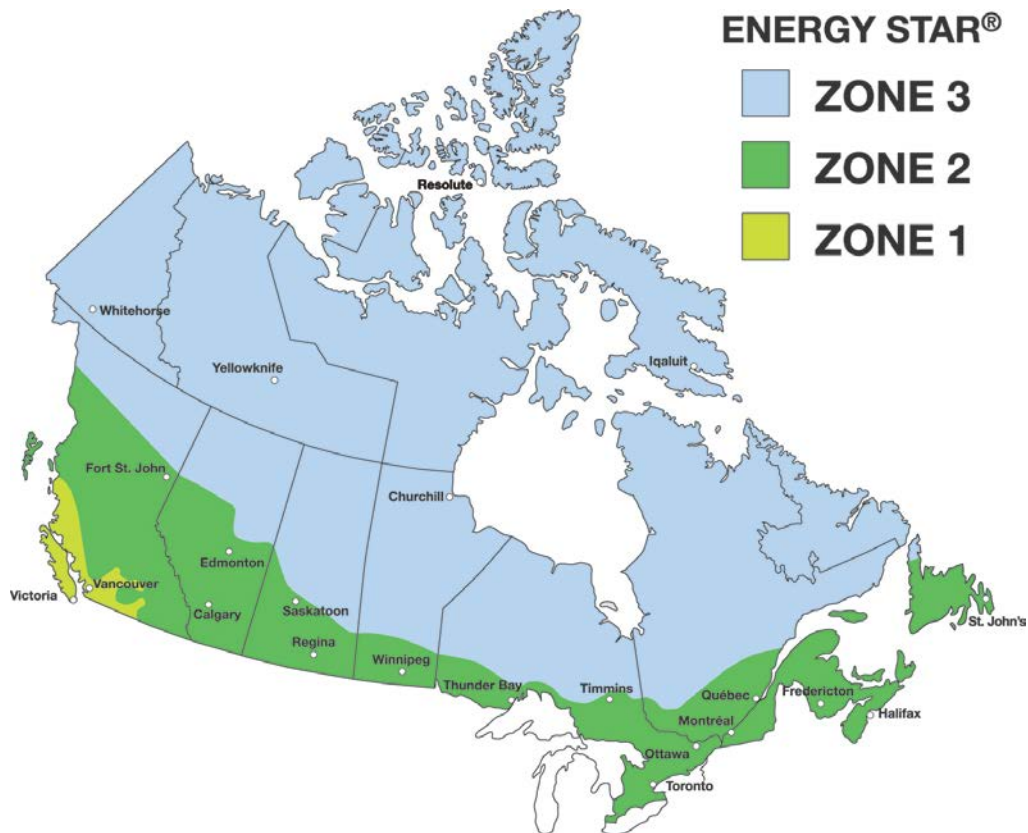 ENERGY STAR®
ZONE 3
ZONE 2
ZONE 1
Resolute
Whitehorse
Yellowknife
Iqaluit
Fort St. John
Churchill
Edmonton
Vancouver
Victoria
Calgary
Saskatoon
St. John's
Regina
Winnipeg
Thunder Bay
Timmins
Québec
Fredericton
Halifax
Montréal
Ottawa
Toronto